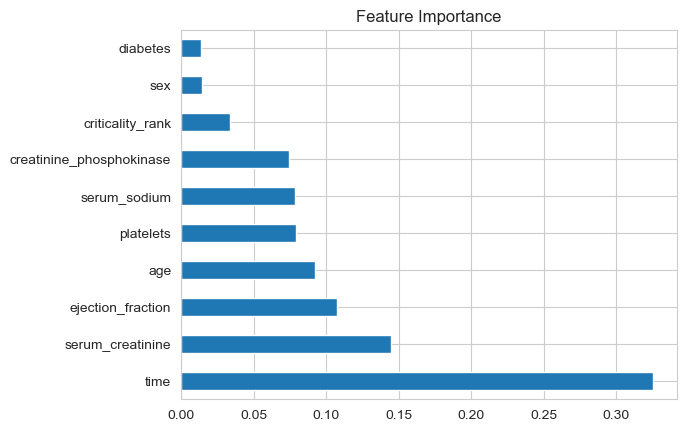 Feature Importance
diabetes
sex
criticality_rank
creatinine_phosphokinase
serum_sodium
platelets
age
ejection_fraction
serum_creatinine
time
0.00 0.05 0.10 0.15 0.20 0.25 0.30